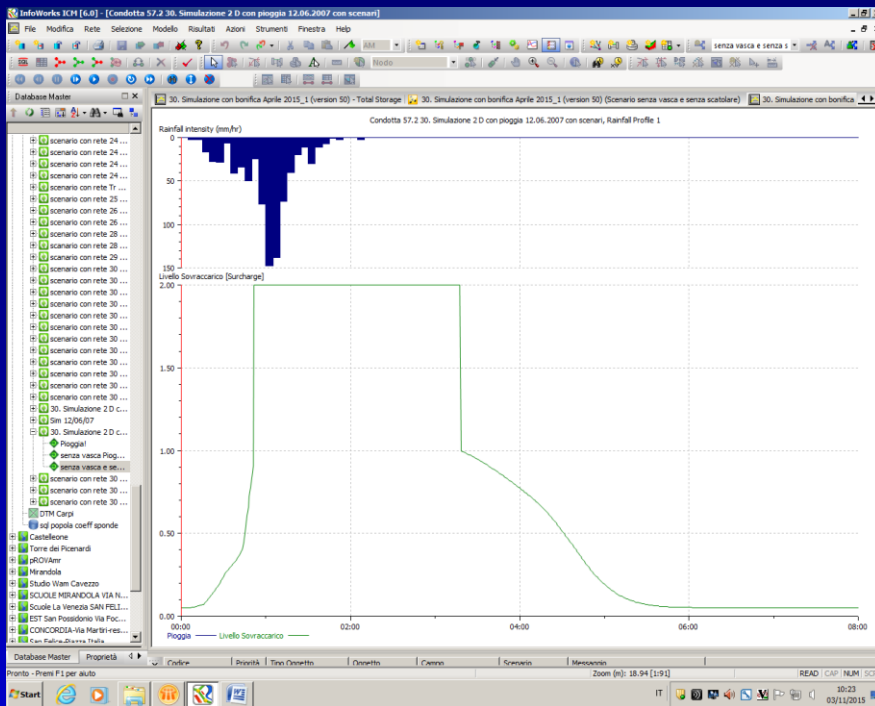 InfoWorks ICM [6.0] - [Condotta 57.2 30. Simulazione 2 D con pioggia 12.06.2007 con scenari]
File Modifica Rete Selezione Modello Risultati Azioni Strumenti Finestra Help
AM
senza vasca e senza s
Nodo
Database Master
30. Simulazione con bonifica Aprile 2015_1 (version 50) - Total Storage
30. Simulazione con bonifica Aprile 2015_1 (version 50) (Scenario senza vasca e senza scatolare)
30. Simulazione con bonifica
scenario con rete 24 ...
scenario con rete 24 ...
scenario con rete 24 ...
scenario con rete 24 ...
scenario con rete Tr ...
scenario con rete 25 ...
scenario con rete 26 ...
scenario con rete 26 ...
scenario con rete 28 ...
scenario con rete 28 ...
scenario con rete 29 ...
scenario con rete 30 ...
scenario con rete 30 ...
scenario con rete 30 ...
scenario con rete 30 ...
scenario con rete 30 ...
scenario con rete 30 ...
scenario con rete 30 ...
scanario con rete 30 ...
scenario con rete 30 ...
scenario con rete 30 ...
scenario con rete 30 ...
scenario con rete 30 ...
30. Simulazione 2 D c...
Sim 12/06/07
30. Simulazione 2 D c...
Pioggia!
senza vasca Piog...
senza vasca e se...
scenario con rete 30 ...
scenario con rete 30 ...
scenario con rete 30 ...
DTM Carpi
sql popola coeff sponde
Castelleone
Torre dei Picenardi
pROVAmr
Mirandola
Studio Wam Cavezzo
SCUOLE MIRANDOLA VIA N...
Scuole La Venezia SAN FELI...
EST San Possidonio Via Foc...
CONCORDIA-Via Martiri-res...
San Felice-Piazza Italia
Database Master Proprietà
Condotta 57.2 30. Simulazione 2 D con pioggia 12.06.2007 con scenari, Rainfall Profile 1
Rainfall intensity (mm/hr)
0
50
100
150
Livello Sovraccarico [Surcharge]
2.00
1.00
0.50
0.00
00:00 02:00 04:00 06:00 08:00
Pioggia Livello Sovraccarico
Codice Priorità Tipo Oggetto Oggetto Campo Scenario Messaggio
Pronto - Premi F1 per aiuto
Zoom (m): 18.94 [1:91]
READ CAP NUM SC
Start
IT
10:23
03/11/2015